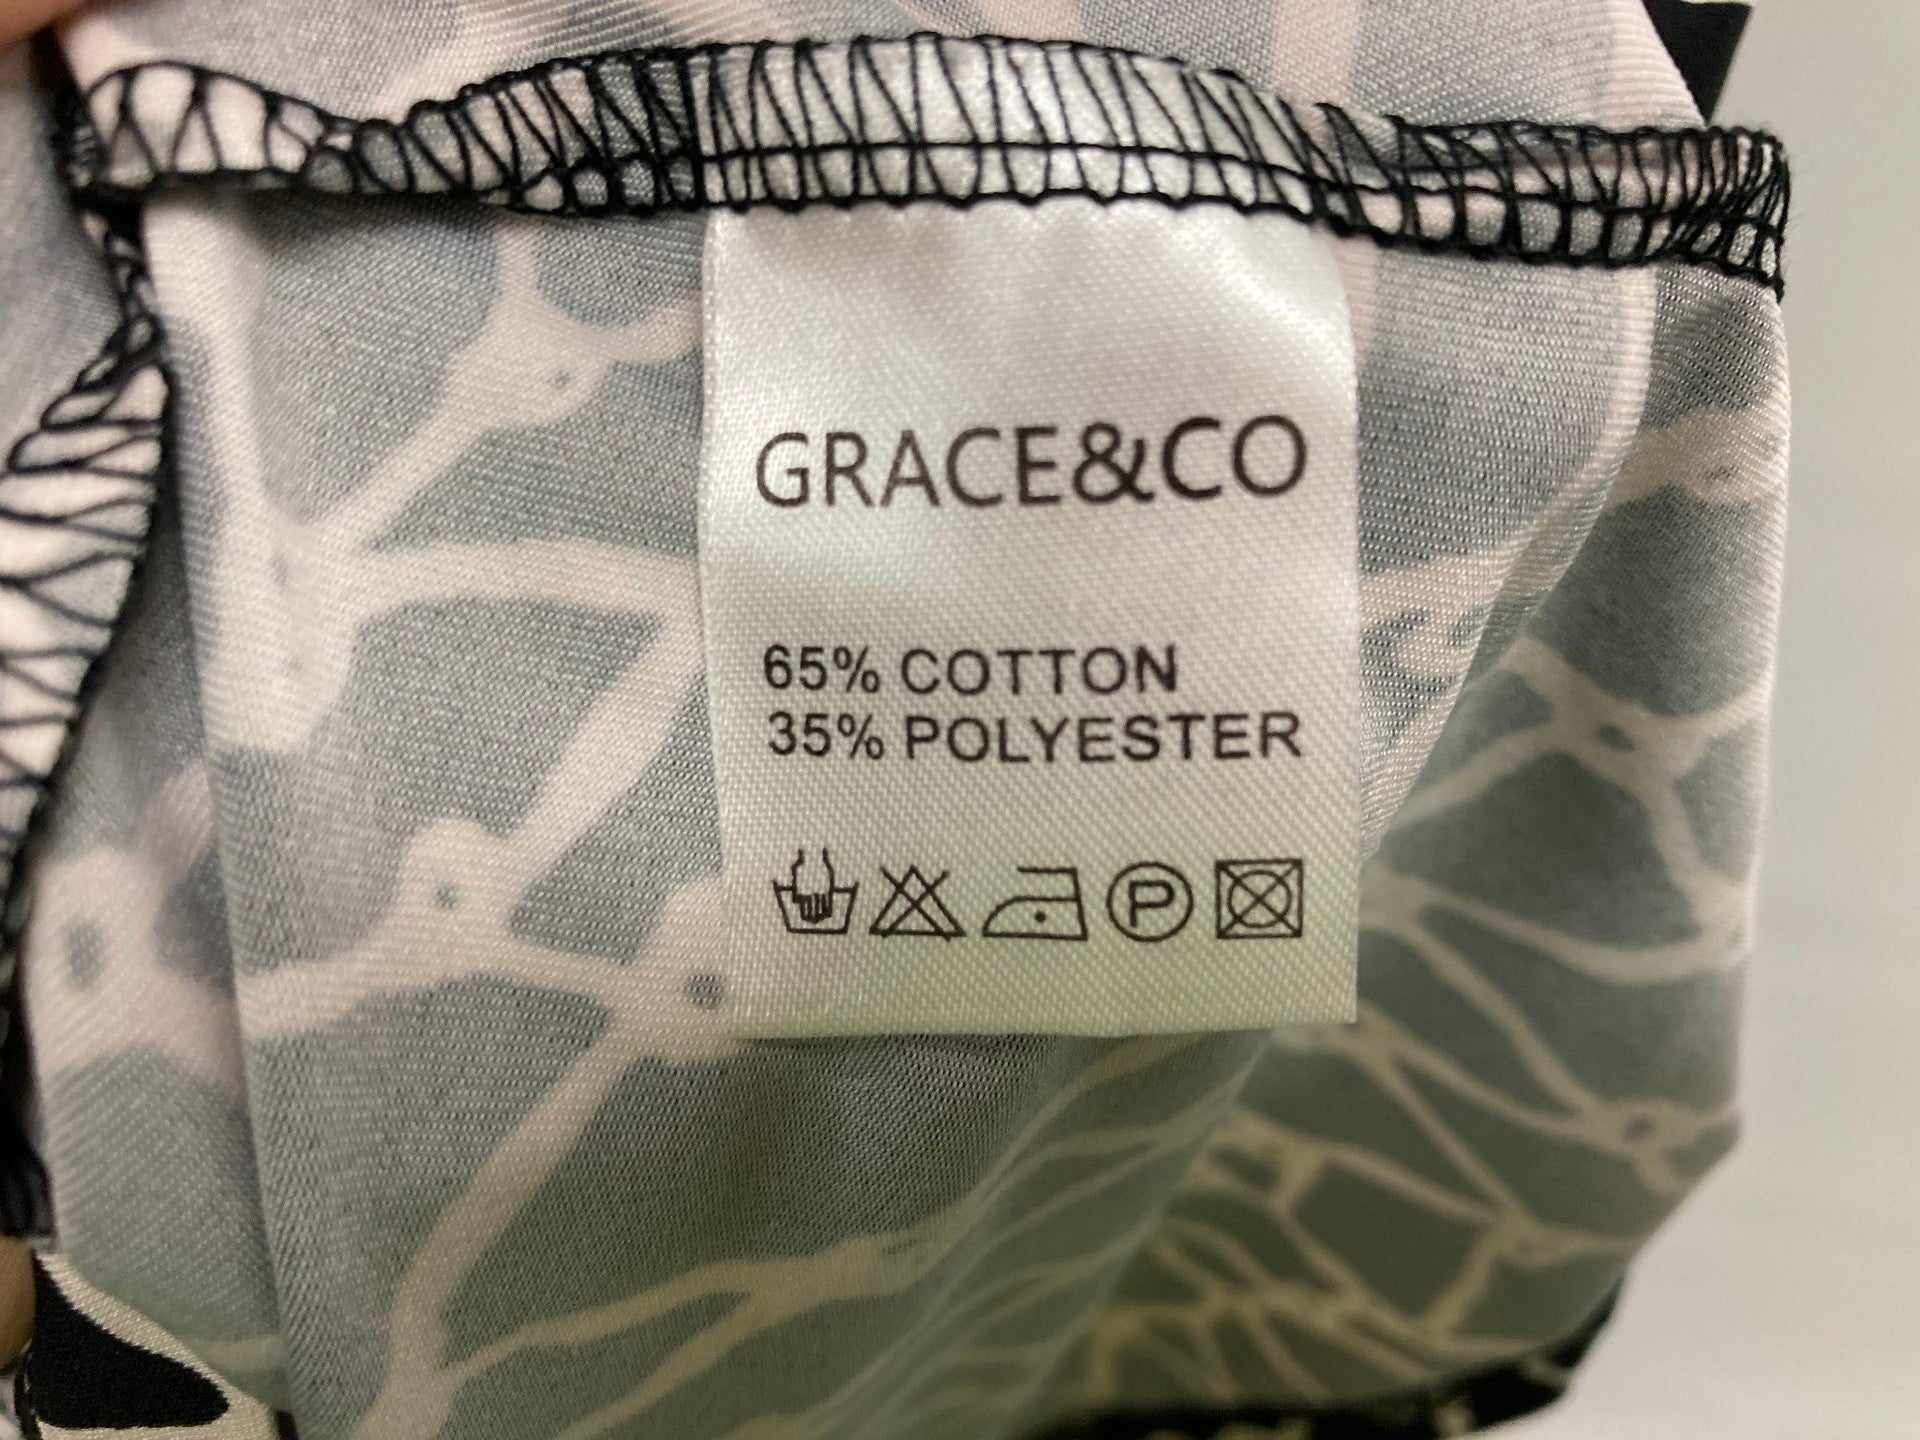 GRACE&CO
65% COTTON
35% POLYESTER
P